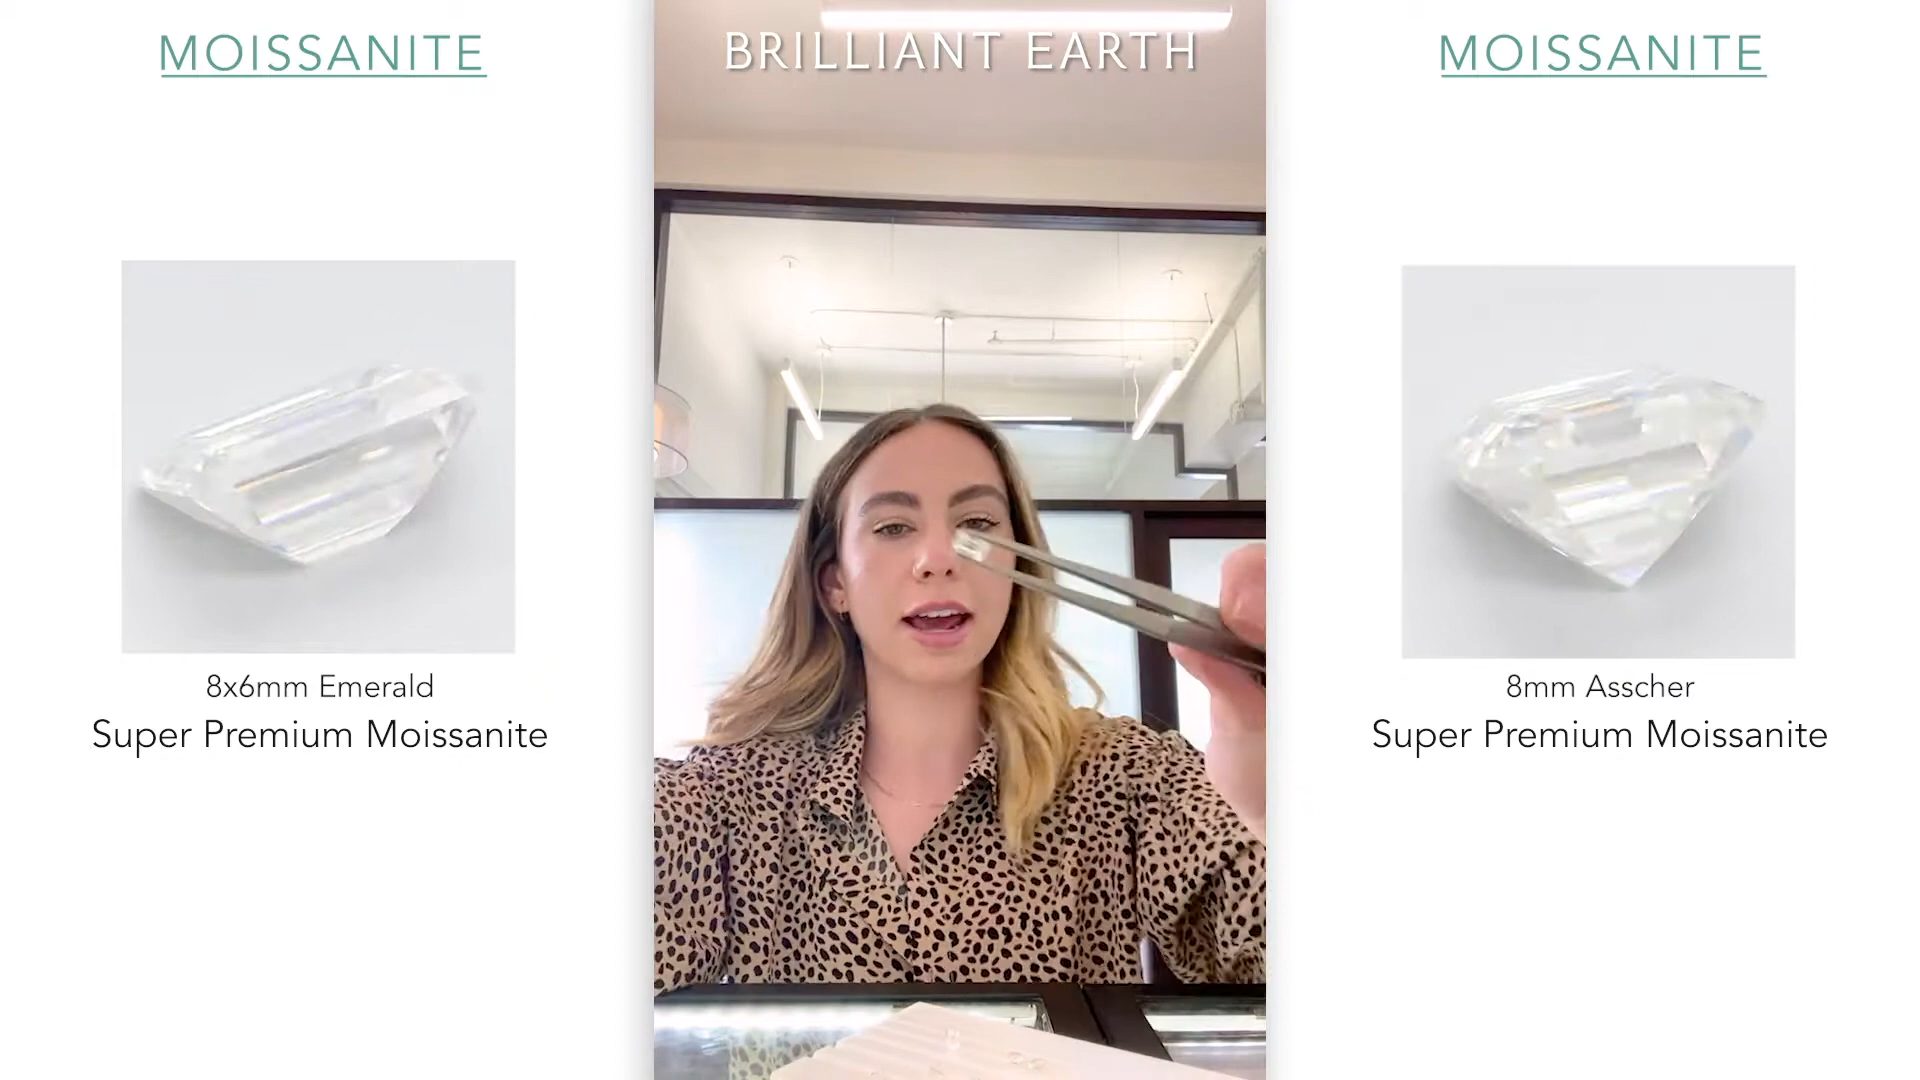 MOISSANITE
8x6mm Emerald
Super Premium Moissanite
BRILLIANT EARTH
MOISSANITE
8mm Asscher
Super Premium Moissanite